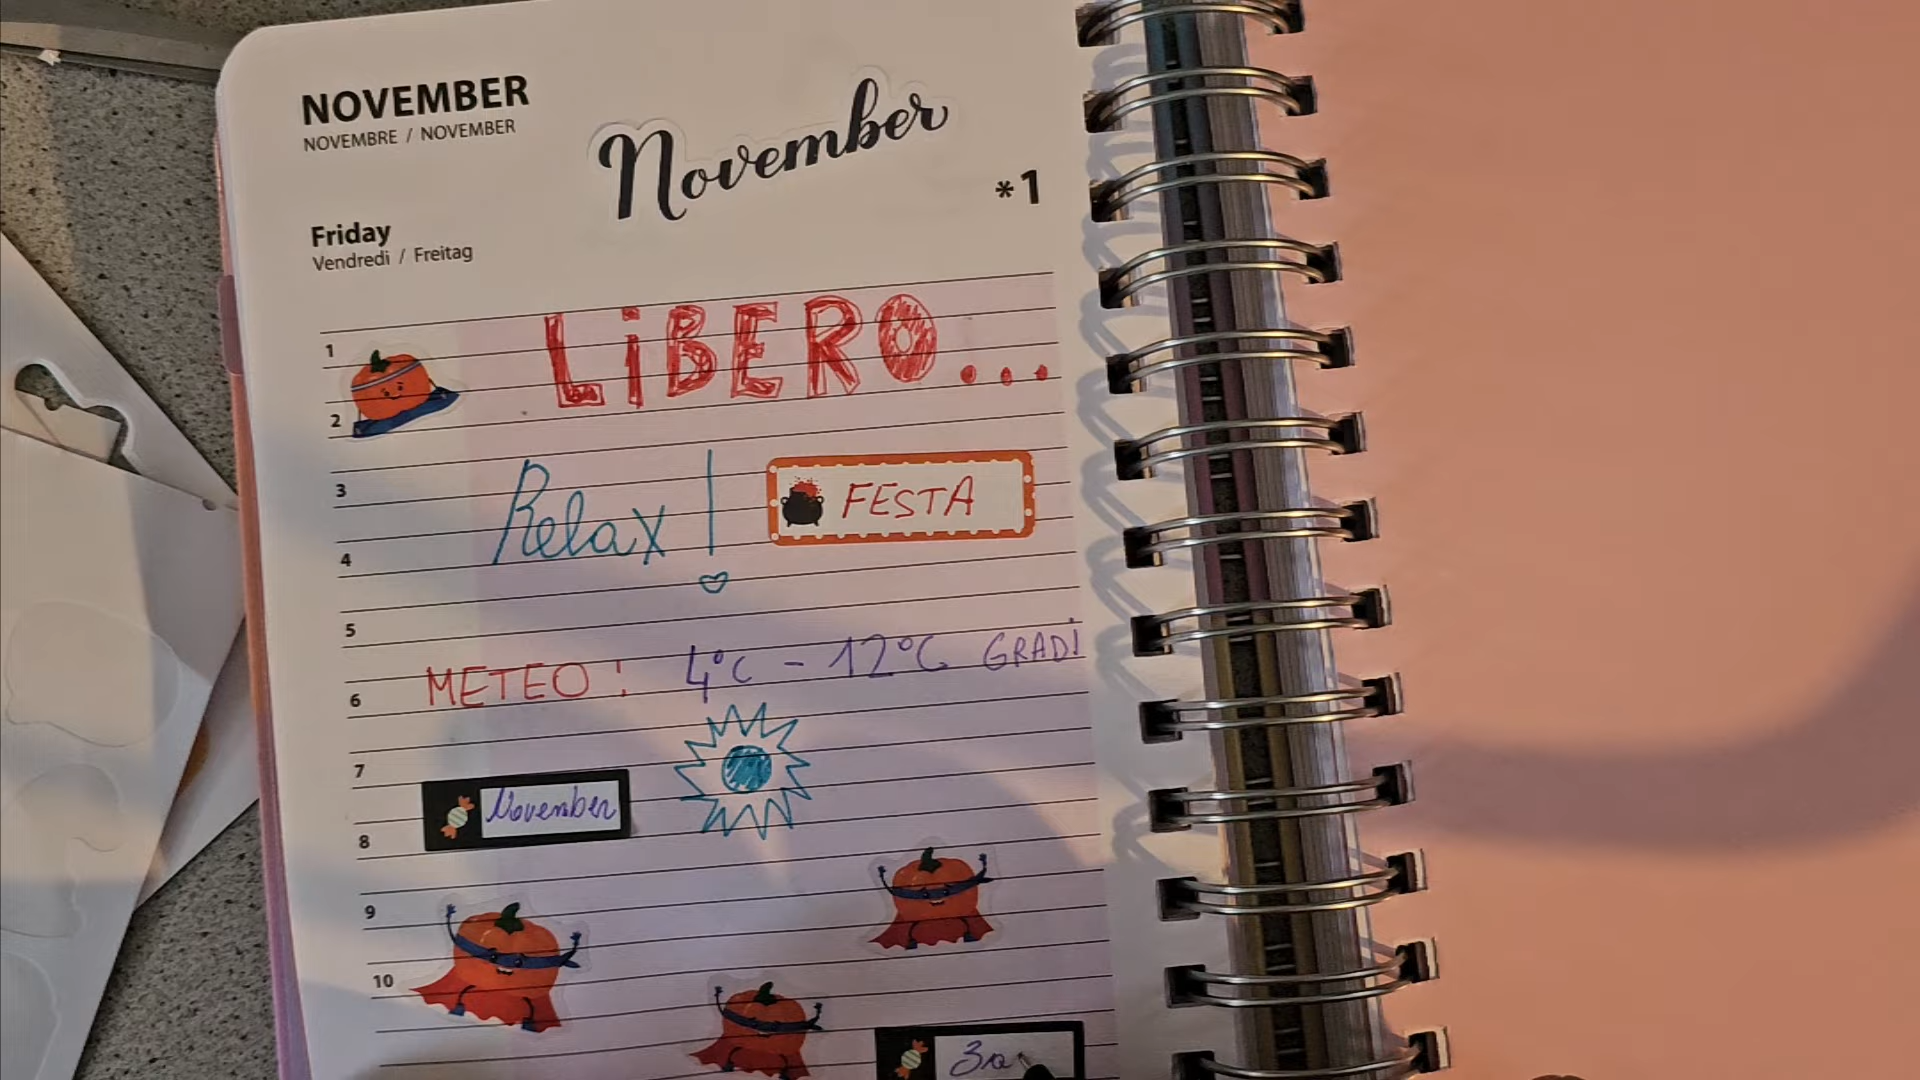 NOVEMBER
NOVEMBRE / NOVEMBER
November
*1
Friday
Vendredi / Freitag
1
LiBERO...
2
3
Relax!
FESTA
4
5
METEO: 4°C - 12°C GRADI
6
7
November
8
9
10